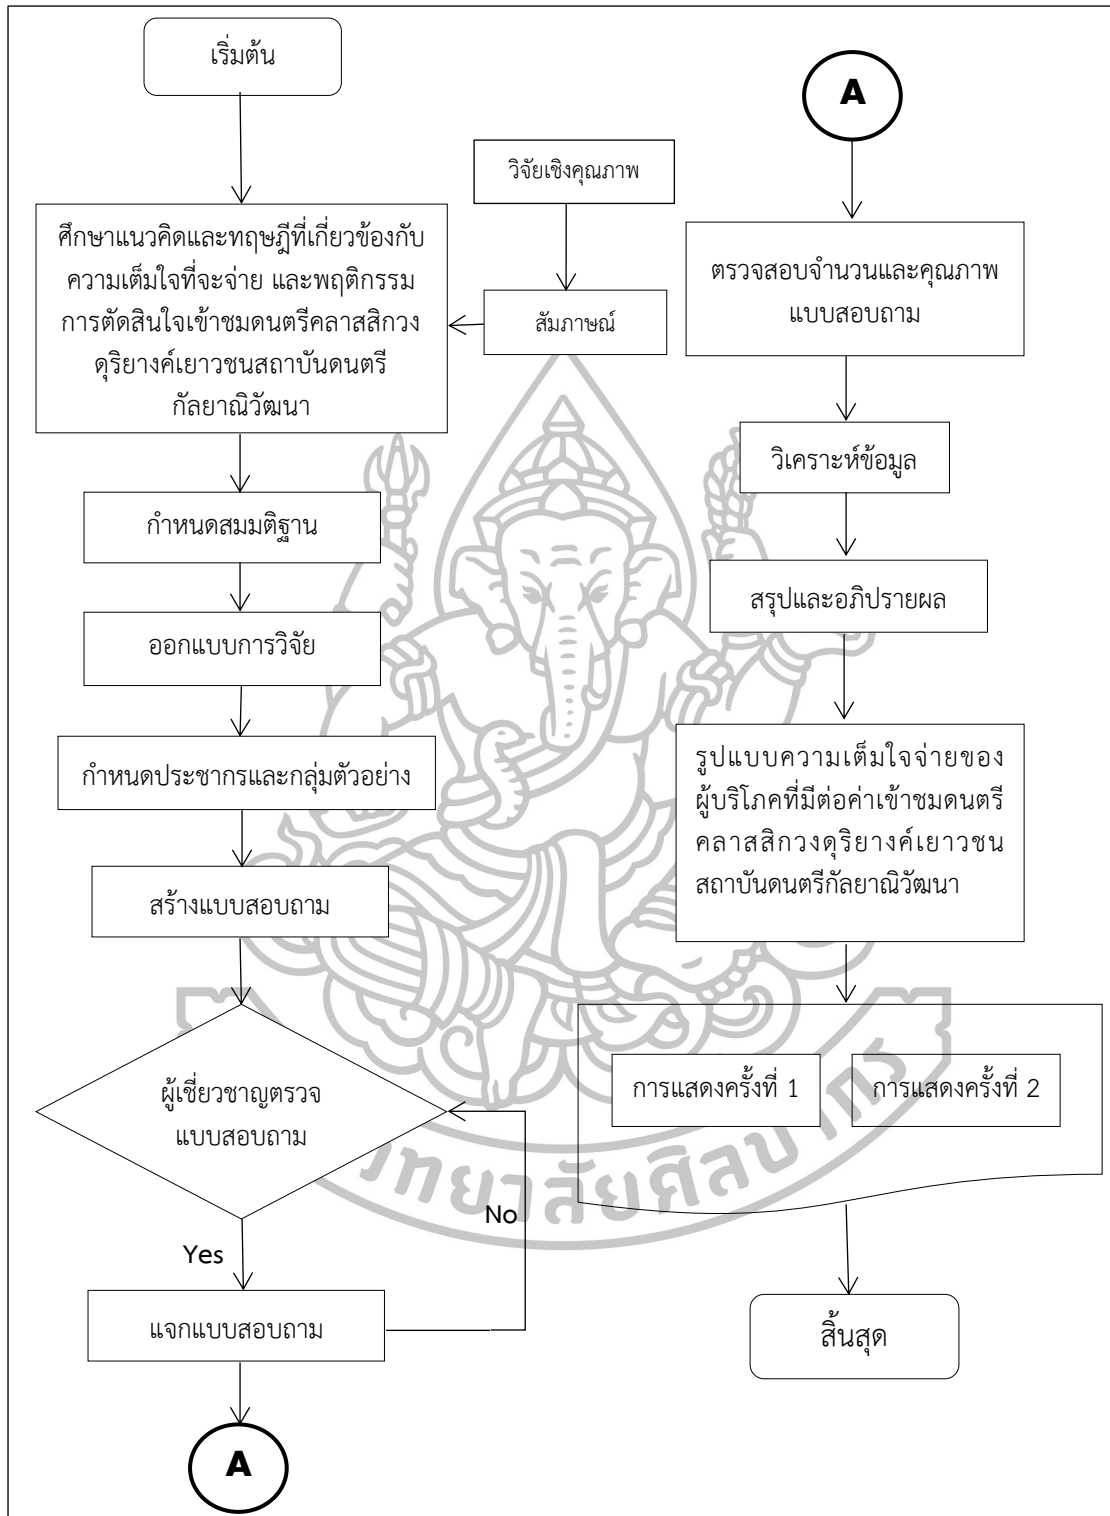 เริ่มต้น
วิจัยเชิงคุณภาพ
สัมภาษณ์
ศึกษาแนวคิดและทฤษฎีที่เกี่ยวข้องกับ
ความเต็มใจที่จะจ่าย และพฤติกรรม
การตัดสินใจเข้าชมดนตรีคลาสสิกวง
ดุริยางค์เยาวชนสถาบันดนตรี
กัลยาณิวัฒนา
กำหนดสมมติฐาน
ออกแบบการวิจัย
กำหนดประชากรและกลุ่มตัวอย่าง
สร้างแบบสอบถาม
ผู้เชี่ยวชาญตรวจ
แบบสอบถาม
No
Yes
แจกแบบสอบถาม
A
A
ตรวจสอบจำนวนและคุณภาพ
แบบสอบถาม
วิเคราะห์ข้อมูล
สรุปและอภิปรายผล
รูปแบบความเต็มใจจ่ายของ
ผู้บริโภคที่มีต่อค่าเข้าชมดนตรี
คลาสสิกวงดุริยางค์เยาวชน
สถาบันดนตรีกัลยาณิวัฒนา
การแสดงครั้งที่ 1
การแสดงครั้งที่ 2
สิ้นสุด